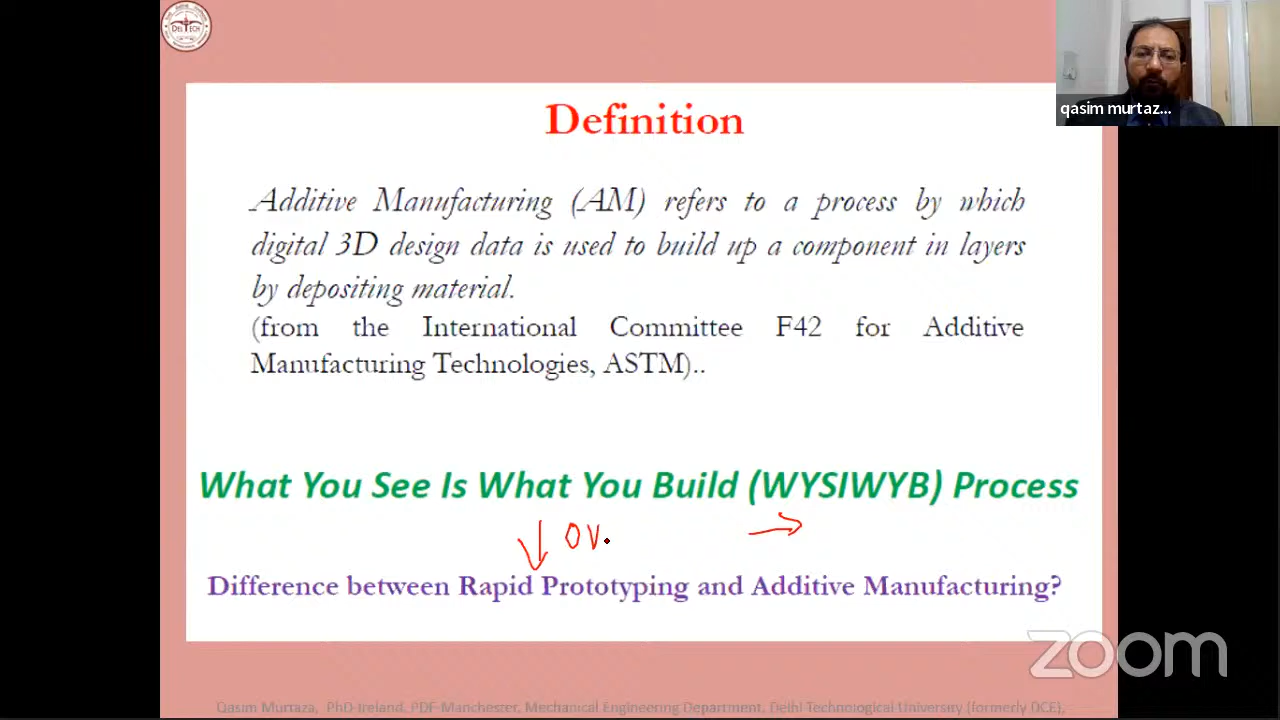 DELTECH
Definition
qasim murtaz...
Additive Manufacturing (AM) refers to a process by which
digital 3D design data is used to build up a component in layers
by depositing material.
(from the International Committee F42 for Additive
Manufacturing Technologies, ASTM)..
What You See Is What You Build (WYSIWYB) Process
Difference between Rapid Prototyping and Additive Manufacturing?
zoom
Qasim Murtaza, PhD-Ireland, PDF-Manchester, Mechanical Engineering Department, Delhi Technological University (formerly DCE),